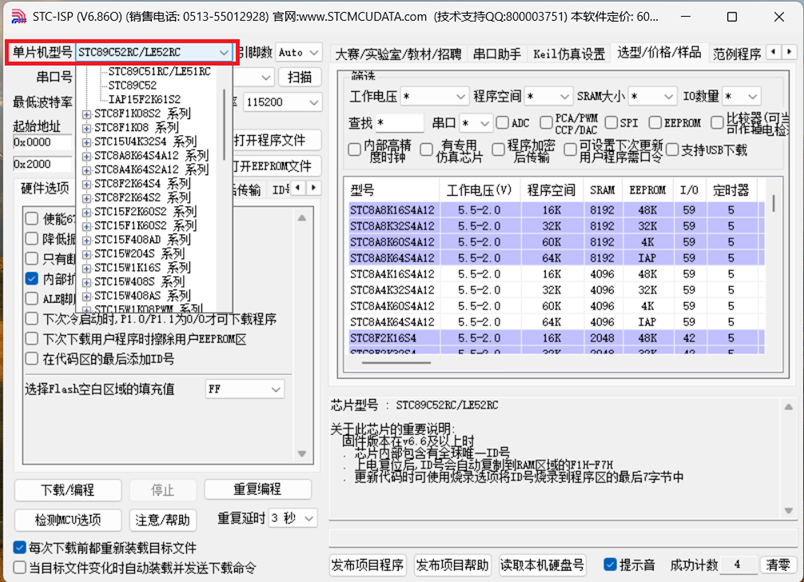 STC-ISP (V6.86O) (销售电话: 0513-55012928) 官网:www.STCMCUDATA.com (技术支持QQ:800003751) 本软件定价: 60...
单片机型号 STC89C52RC/LE52RC
引脚数 Auto
串口号
扫描
最低波特率
115200
起始地址
0x0000
打开程序文件
0x2000
打开EEPROM文件
硬件选项
传输 ID号
STC89C51RC/LE51RC
STC89C52
IAP15F2K61S2
STC8F1K08S2 系列
STC8F1K08 系列
STC15U4K32S4 系列
STC8A8K64S4A12 系列
STC8A4K64S2A12 系列
STC8F2K64S4 系列
STC8F2K64S2 系列
STC15F2K60S2 系列
STC15F1K60S2 系列
STC15F408AD 系列
STC15W204S 系列
STC15W1K16S 系列
STC15W408S 系列
STC15W408AS 系列
STC15W1K08PWM 系列
使能6
降低振
只有断
内部扩
ALE脚
下次冷启动时,P1.0/P1.1为0/0才可下载程序
下次下载用户程序时擦除用户EEPROM区
在代码区的最后添加ID号
选择Flash空白区域的填充值 FF
下载/编程 停止 重复编程
检测MCU选项 注意/帮助 重复延时 3 秒
每次下载前都重新装载目标文件
当目标文件变化时自动装载并发送下载命令
大赛/实验室/教材/招聘 串口助手 Keil仿真设置 选型/价格/样品 范例程序
筛选
工作电压 * 程序空间 * SRAM大小 * IO数量 *
查找 * 串口 * ADC PCA/PWM CCP/DAC SPI EEPROM 比较器(可当
可作掉电检
内部高精度时钟 有专用仿真芯片 程序加密后传输 可设置下次更新用户程序需口令 支持USB下载
型号 工作电压(V) 程序空间 SRAM EEPROM I/O 定时器
STC8A8K16S4A12 5.5-2.0 16K 8192 48K 59 5
STC8A8K32S4A12 5.5-2.0 32K 8192 32K 59 5
STC8A8K60S4A12 5.5-2.0 60K 8192 4K 59 5
STC8A8K64S4A12 5.5-2.0 64K 8192 IAP 59 5
STC8A4K16S4A12 5.5-2.0 16K 4096 48K 59 5
STC8A4K32S4A12 5.5-2.0 32K 4096 32K 59 5
STC8A4K60S4A12 5.5-2.0 60K 4096 4K 59 5
STC8A4K64S4A12 5.5-2.0 64K 4096 IAP 59 5
STC8F2K16S4 5.5-2.0 16K 2048 48K 42 5
STC8F2K32S4 5.5-2.0 32K 2048 32K 42 5
芯片型号 : STC89C52RC/LE52RC
关于此芯片的重要说明:
固件版本在v6.6及以上时
. 芯片内部包含有全球唯一ID号
. 上电复位后,ID号会自动复制到RAM区域的F1H-F7H
. 更新代码时可使用烧录选项将ID号烧录到程序区的最后7字节中
发布项目程序 发布项目帮助 读取本机硬盘号 提示音 成功计数 4 清零